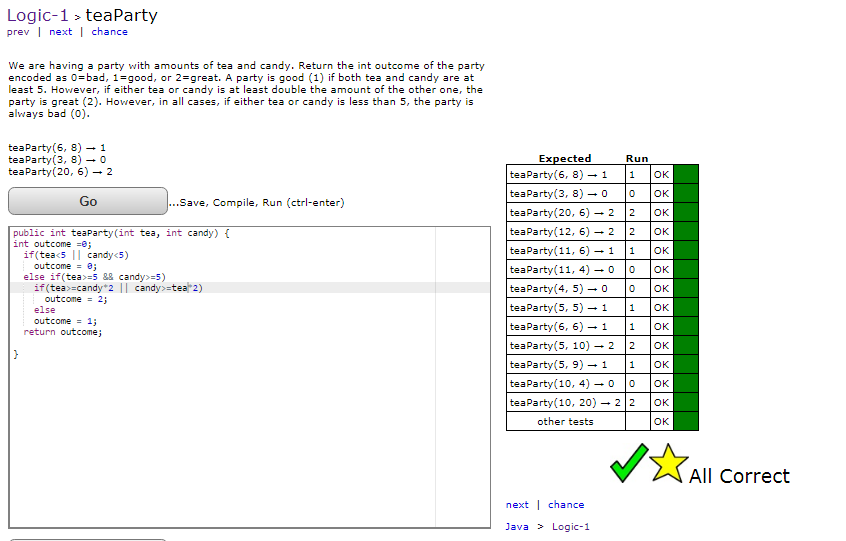 Logic-1 > teaParty
prev | next | chance
We are having a party with amounts of tea and candy. Return the int outcome of the party
encoded as 0=bad, 1=good, or 2=great. A party is good (1) if both tea and candy are at
least 5. However, if either tea or candy is at least double the amount of the other one, the
party is great (2). However, in all cases, if either tea or candy is less than 5, the party is
always bad (0).
teaParty(6, 8) → 1
teaParty(3, 8) → 0
teaParty(20, 6) → 2
Go
...Save, Compile, Run (ctrl-enter)
public int teaParty(int tea, int candy) {
int outcome =0;
if(tea<5 || candy<5)
outcome = 0;
else if(tea>=5 && candy>=5)
if(tea>=candy*2 || candy>=tea*2)
outcome = 2;
else
outcome = 1;
return outcome;
}
Expected Run
teaParty(6, 8) → 1 1 OK
teaParty(3, 8) → 0 0 OK
teaParty(20, 6) → 2 2 OK
teaParty(12, 6) → 2 2 OK
teaParty(11, 6) → 1 1 OK
teaParty(11, 4) → 0 0 OK
teaParty(4, 5) → 0 0 OK
teaParty(5, 5) → 1 1 OK
teaParty(6, 6) → 1 1 OK
teaParty(5, 10) → 2 2 OK
teaParty(5, 9) → 1 1 OK
teaParty(10, 4) → 0 0 OK
teaParty(10, 20) → 2 2 OK
other tests OK
All Correct
next | chance
Java > Logic-1